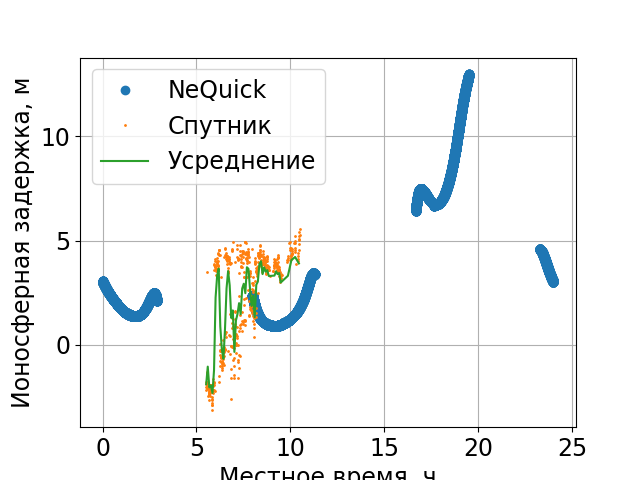 NeQuick
Спутник
Усреднение
Ионосферная задержка, м
10
5
0
0 5 10 15 20 25
Местное время, ч